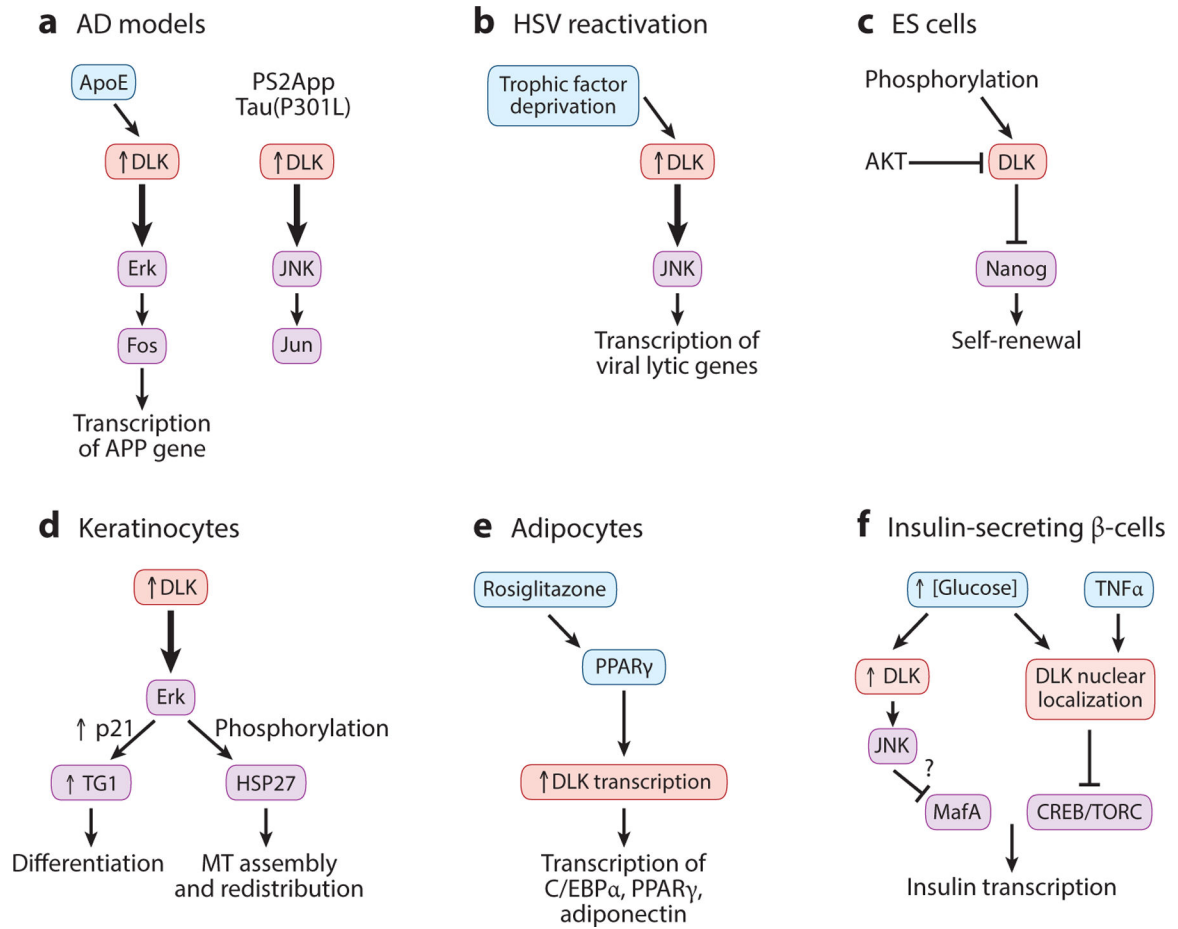 a AD models
ApoE
PS2App
Tau(P301L)
↑DLK
↑DLK
Erk
JNK
Fos
Jun
Transcription
of APP gene
b HSV reactivation
Trophic factor
deprivation
↑DLK
JNK
Transcription of
viral lytic genes
c ES cells
Phosphorylation
AKT
DLK
Nanog
Self-renewal
d Keratinocytes
↑DLK
Erk
↑ p21
Phosphorylation
↑ TG1
HSP27
Differentiation
MT assembly
and redistribution
e Adipocytes
Rosiglitazone
PPARγ
↑DLK transcription
Transcription of
C/EBPα, PPARγ,
adiponectin
f Insulin-secreting β-cells
↑ [Glucose]
TNFα
↑ DLK
DLK nuclear
localization
JNK
?
MafA
CREB/TORC
Insulin transcription